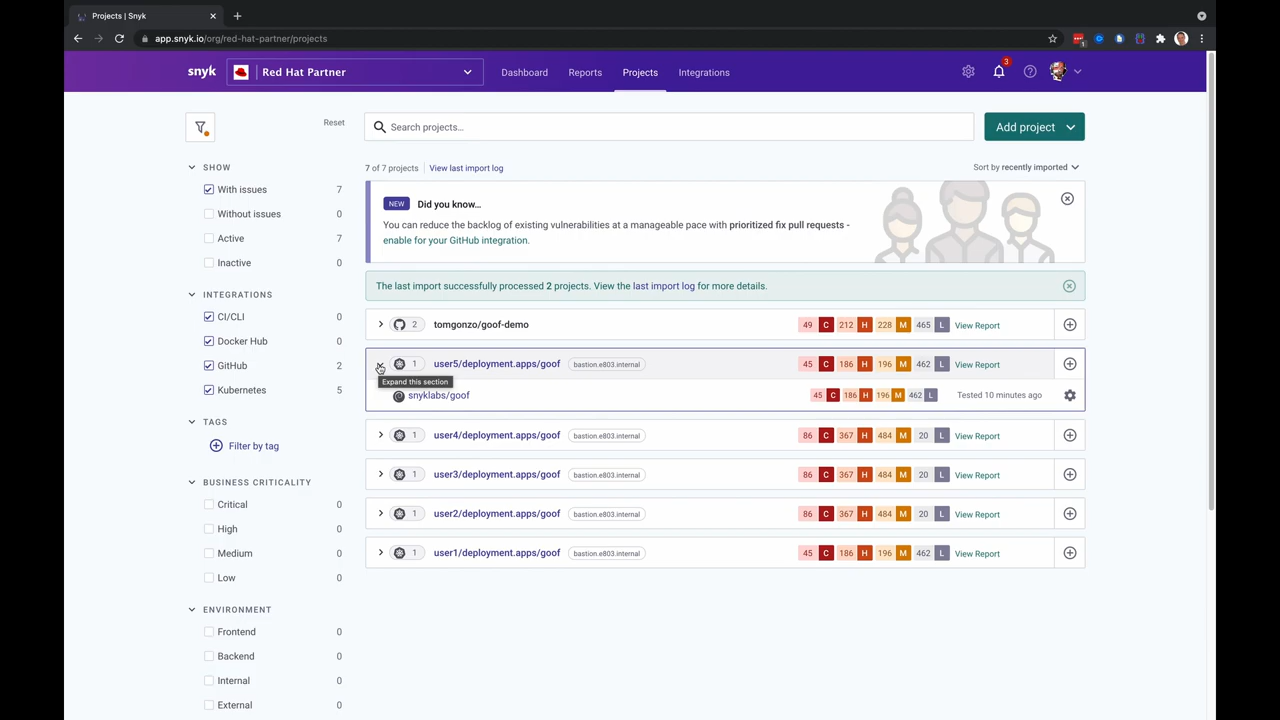 Projects | Snyk
app.snyk.io/org/red-hat-partner/projects
1
snyk
Red Hat Partner
Dashboard
Reports
Projects
Integrations
3
Reset
Search projects...
Add project
SHOW
With issues 7
Without issues 0
Active 7
Inactive 0
INTEGRATIONS
CI/CLI 0
Docker Hub 0
GitHub 2
Kubernetes 5
TAGS
Filter by tag
BUSINESS CRITICALITY
Critical 0
High 0
Medium 0
Low 0
ENVIRONMENT
Frontend 0
Backend 0
Internal 0
External 0
7 of 7 projects View last import log
Sort by recently imported
NEW Did you know...
You can reduce the backlog of existing vulnerabilities at a manageable pace with prioritized fix pull requests -
enable for your GitHub integration.
The last import successfully processed 2 projects. View the last import log for more details.
2 tomgonzo/goof-demo 49 C 212 H 228 M 465 L View Report
1 user5/deployment.apps/goof bastion.e803.internal 45 C 186 H 196 M 462 L View Report
Expand this section
snyklabs/goof 45 C 186 H 196 M 462 L Tested 10 minutes ago
1 user4/deployment.apps/goof bastion.e803.internal 86 C 367 H 484 M 20 L View Report
1 user3/deployment.apps/goof bastion.e803.internal 86 C 367 H 484 M 20 L View Report
1 user2/deployment.apps/goof bastion.e803.internal 86 C 367 H 484 M 20 L View Report
1 user1/deployment.apps/goof bastion.e803.internal 45 C 186 H 196 M 462 L View Report